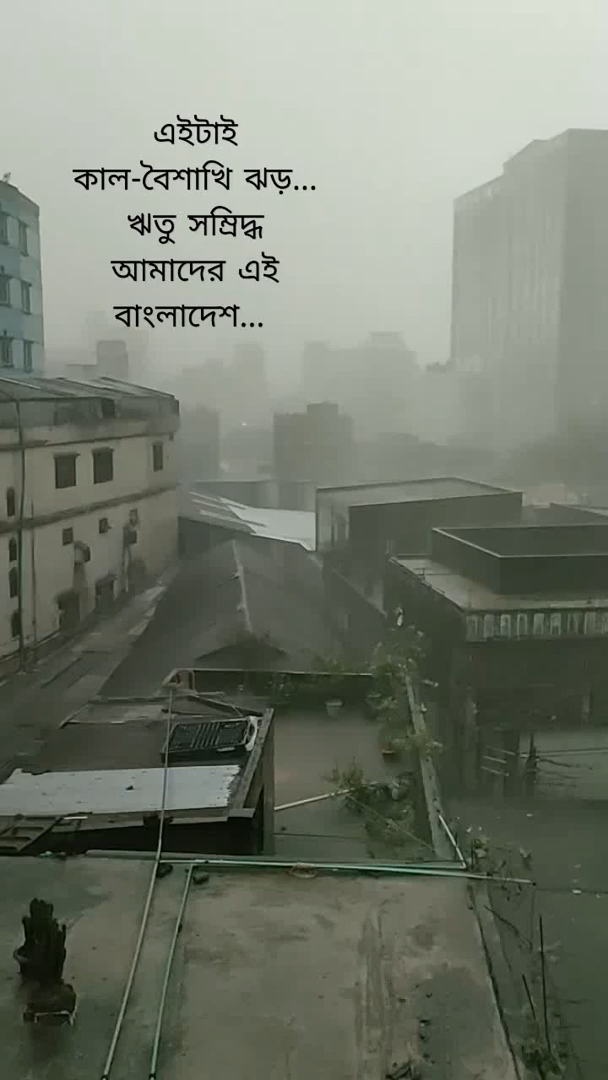 এইটাই
কাল-বৈশাখি ঝড়...
ঋতু সম্রিদ্ধ
আমাদের এই
বাংলাদেশ...